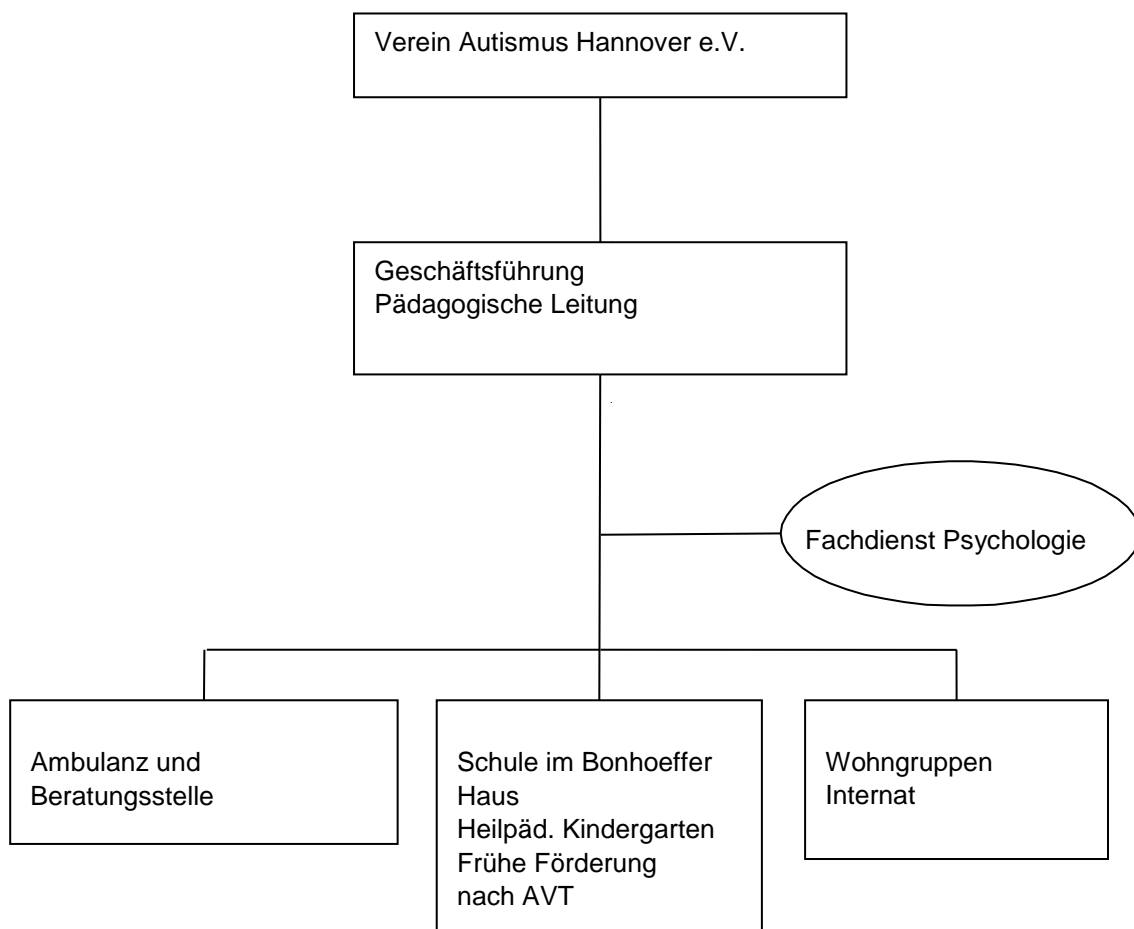 Verein Autismus Hannover e.V.
Geschäftsführung
Pädagogische Leitung
Fachdienst Psychologie
Ambulanz und
Beratungsstelle
Schule im Bonhoeffer
Haus
Heilpäd. Kindergarten
Frühe Förderung
nach AVT
Wohngruppen
Internat